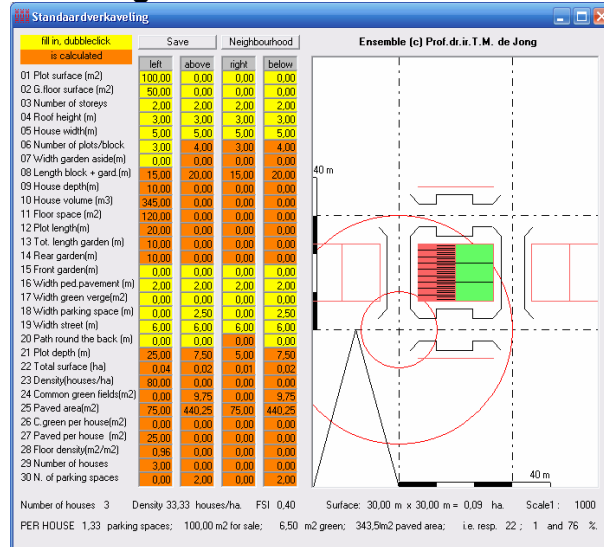 Standaardverkaveling
fill in, dubbleclick
is calculated
Save
Neighbourhood
Ensemble (c) Prof.dr.ir.T.M. de Jong
left above right below
01 Plot surface (m2) 100,00 0,00 0,00 0,00
02 G.floor surface (m2) 50,00 0,00 0,00 0,00
03 Number of storeys 2,00 2,00 2,00 2,00
04 Roof height (m) 3,00 3,00 3,00 3,00
05 House width(m) 5,00 5,00 5,00 5,00
06 Number of plots/block 3,00 4,00 3,00 4,00
07 Width garden aside(m) 0,00 0,00 0,00 0,00
08 Length block + gard.(m) 15,00 20,00 15,00 20,00
09 House depth(m) 10,00 0,00 0,00 0,00
10 House volume (m3) 345,00 0,00 0,00 0,00
11 Floor space (m2) 120,00 0,00 0,00 0,00
12 Plot length(m) 20,00 0,00 0,00 0,00
13 Tot. length garden (m) 10,00 0,00 0,00 0,00
14 Rear garden(m) 10,00 0,00 0,00 0,00
15 Front garden(m) 0,00 0,00 0,00 0,00
16 Width ped.pavement (m) 2,00 2,00 2,00 2,00
17 Width green verge(m2) 0,00 0,00 0,00 0,00
18 Width parking space (m) 0,00 2,50 0,00 2,50
19 Width street (m) 6,00 6,00 6,00 6,00
20 Path round the back (m) 0,00 0,00 0,00 0,00
21 Plot depth (m) 25,00 7,50 5,00 7,50
22 Total surface (ha) 0,04 0,02 0,01 0,02
23 Density(houses/ha) 80,00 0,00 0,00 0,00
24 Common green fields(m2) 0,00 9,75 0,00 9,75
25 Paved area(m2) 75,00 440,25 75,00 440,25
26 C.green per house(m2) 0,00 0,00 0,00 0,00
27 Paved per house (m2) 25,00 0,00 0,00 0,00
28 Floor density(m2/m2) 0,96 0,00 0,00 0,00
29 Number of houses 3,00 0,00 0,00 0,00
30 N. of parking spaces 0,00 2,00 0,00 2,00
40 m
40 m
Number of houses 3 Density 33,33 houses/ha. FSI 0,40 Surface: 30,00 m x 30,00 m = 0,09 ha. Scale1 : 1000
PER HOUSE 1,33 parking spaces; 100,00 m2 for sale; 6,50 m2 green; 343,5m2 paved area; i.e. resp. 22 ; 1 and 76 %.